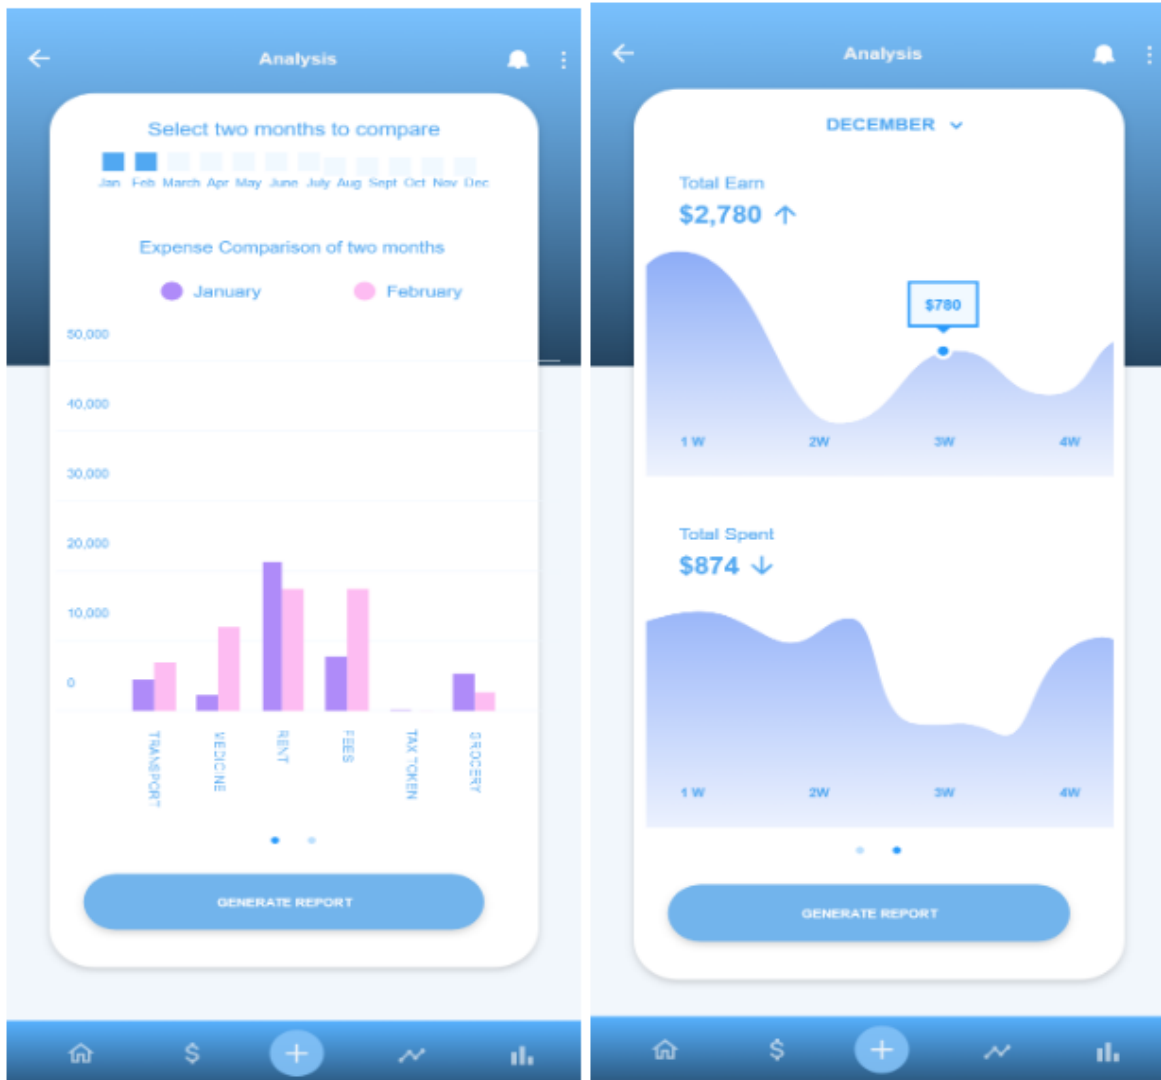 Analysis
Select two months to compare
Jan Feb March Apr May June July Aug Sept Oct Nov Dec
Expense Comparison of two months
January February
50,000
40,000
30,000
20,000
10,000
0
TRANSPORT MEDICINE RENT FEES TAX TOKEN GROCERY
GENERATE REPORT
$
Analysis
DECEMBER
Total Earn
$2,780
$780
1 W 2W 3W 4W
Total Spent
$874
1 W 2W 3W 4W
GENERATE REPORT
$